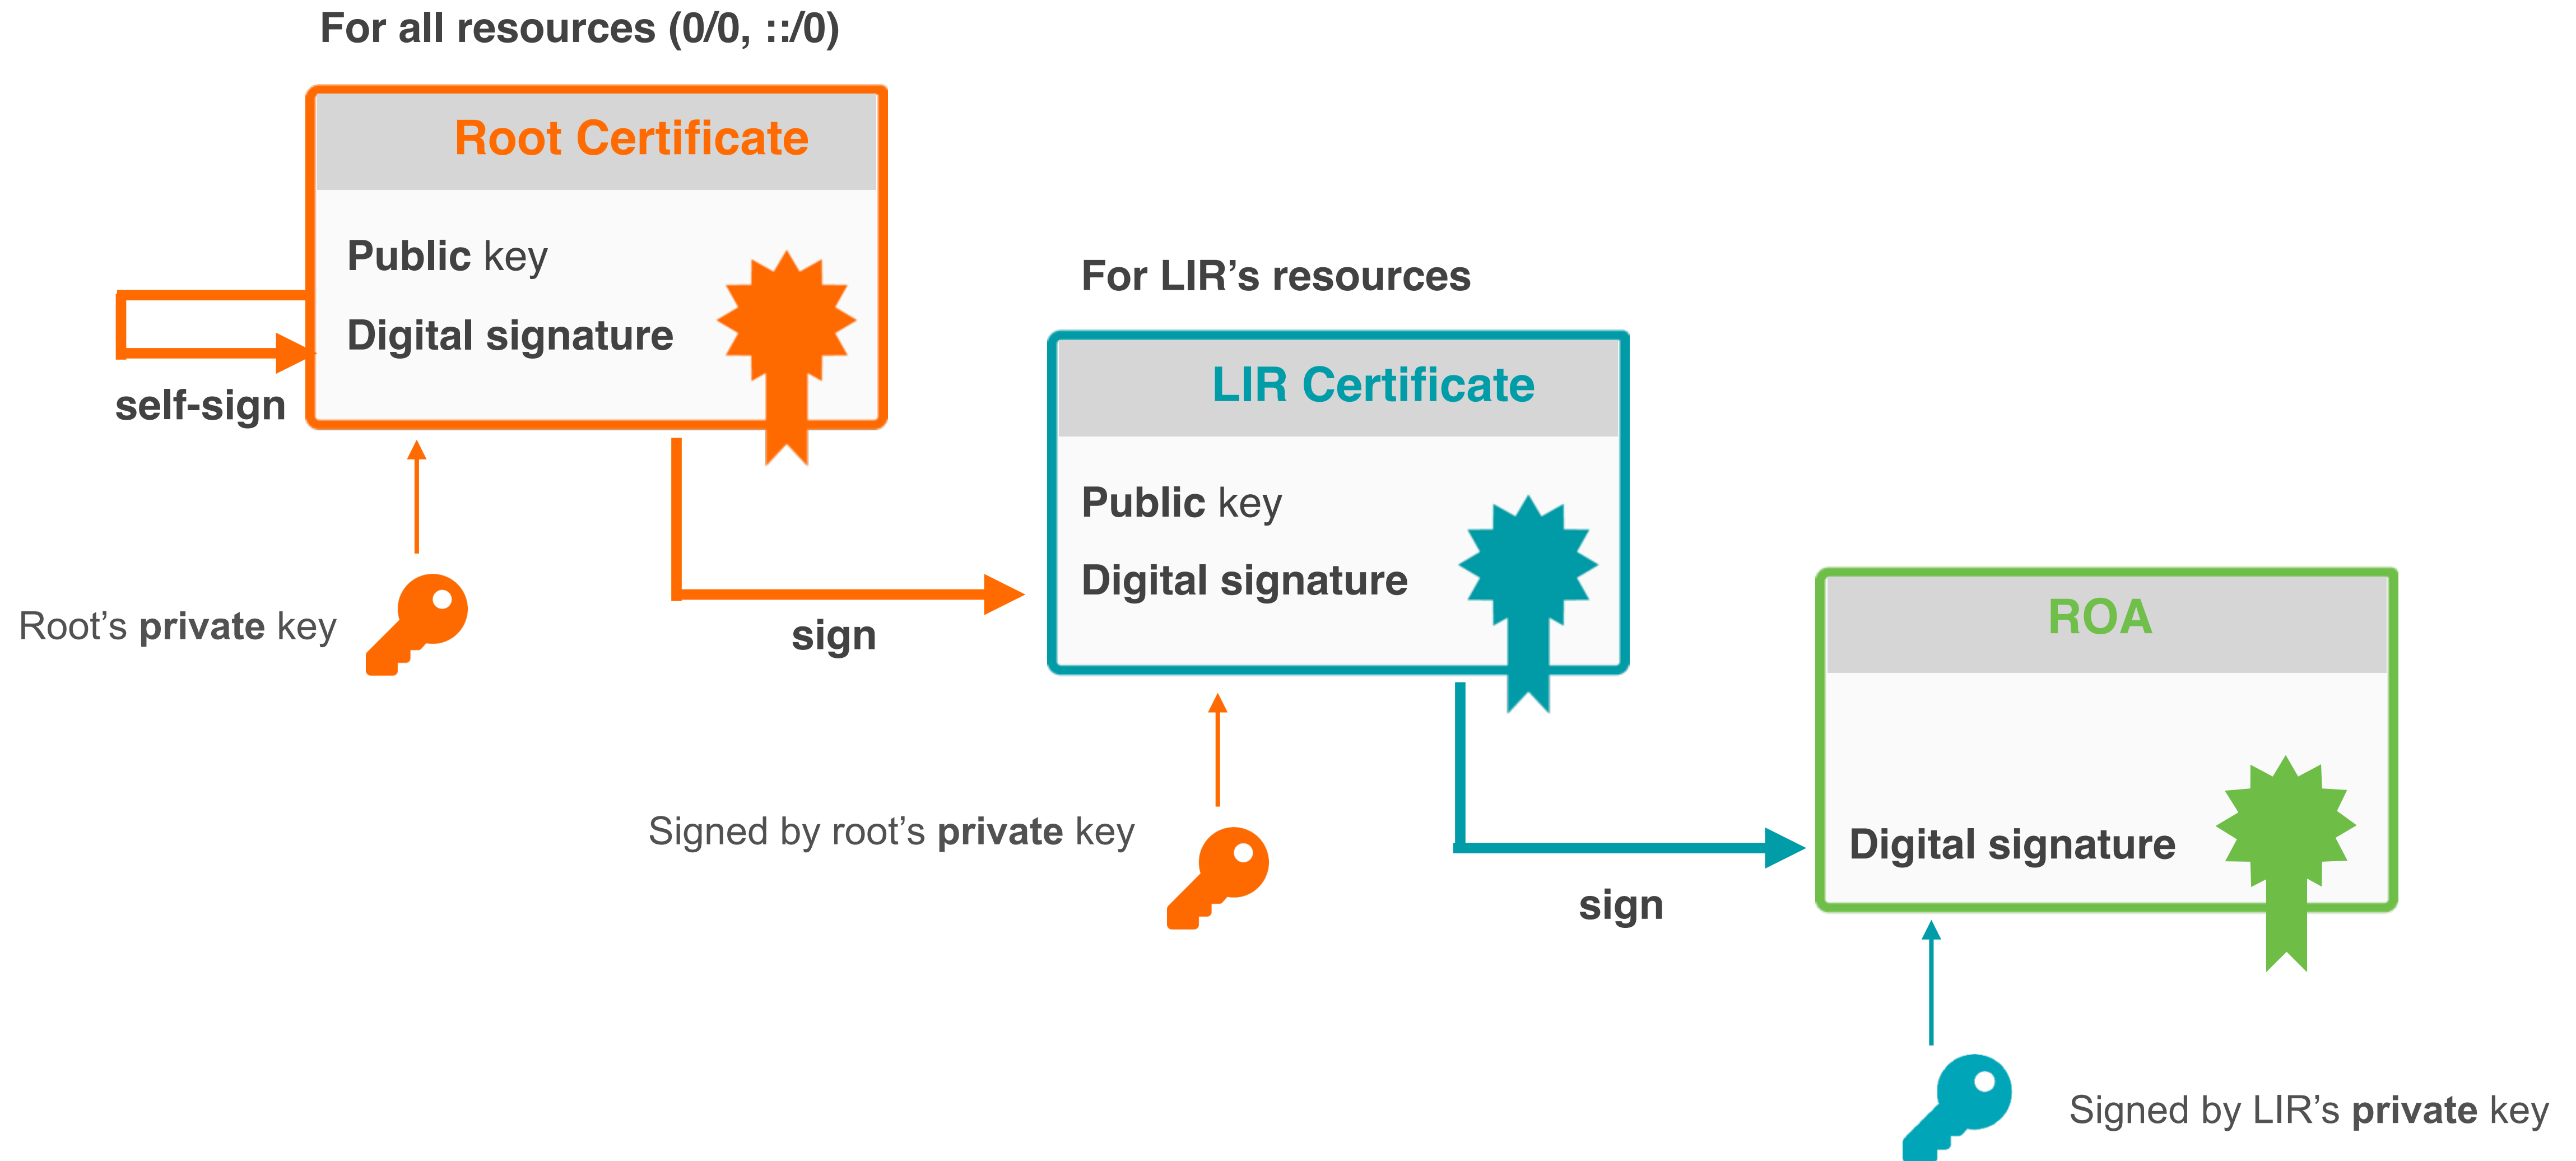 For all resources (0/0, ::/0)
Root Certificate
Public key
Digital signature
self-sign
Root’s private key
sign
For LIR’s resources
LIR Certificate
Public key
Digital signature
Signed by root’s private key
sign
ROA
Digital signature
Signed by LIR’s private key